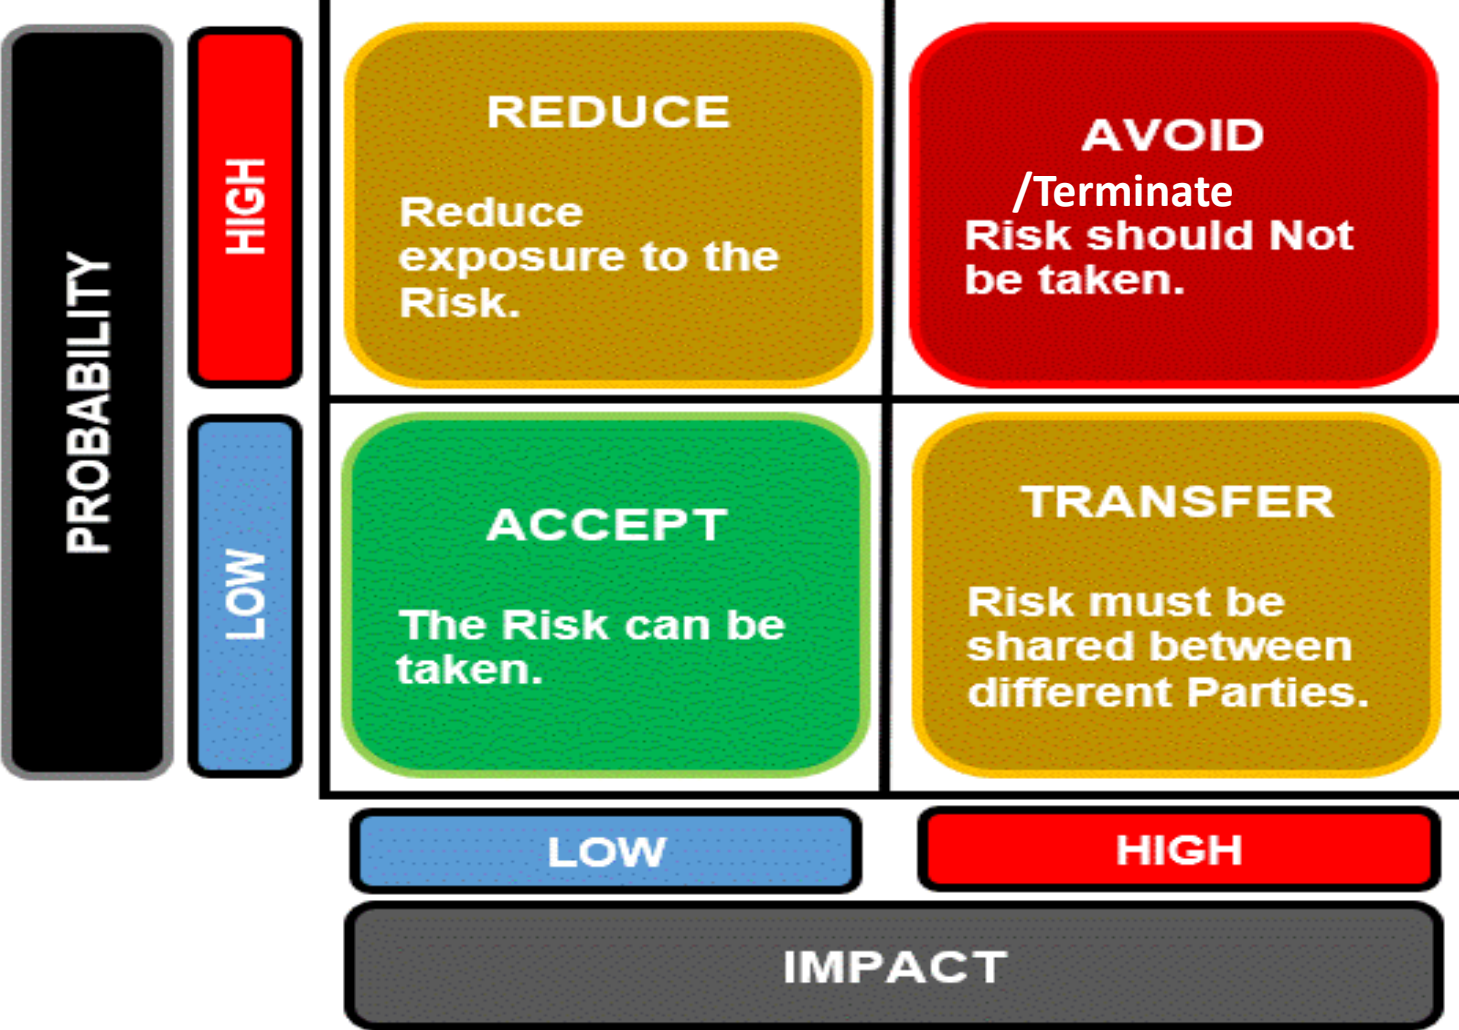 PROBABILITY
HIGH
REDUCE
Reduce
exposure to the
Risk.
AVOID
/Terminate
Risk should Not
be taken.
LOW
ACCEPT
The Risk can be
taken.
TRANSFER
Risk must be
shared between
different Parties.
LOW
HIGH
IMPACT